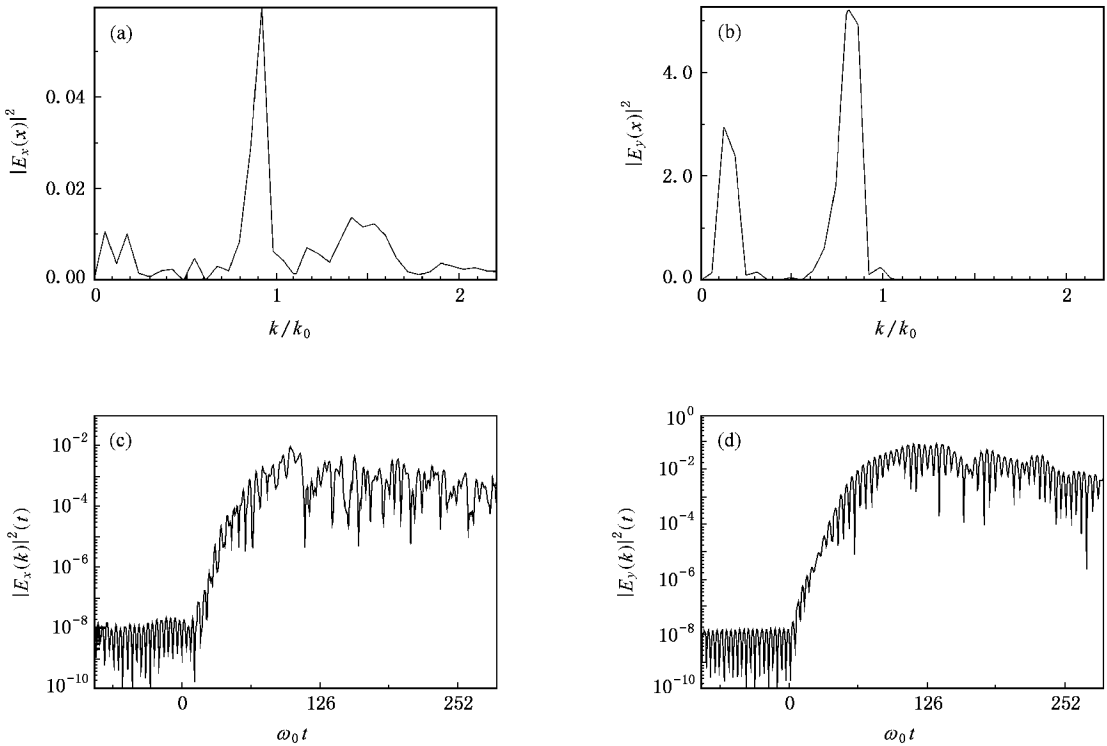 (a)
0.04
0.02
0.00
|E_x(x)|^2
0 1 2
k/k_0
(b)
4.0
2.0
0.0
|E_y(x)|^2
0 1 2
k/k_0
(c)
10^{-2}
10^{-4}
10^{-6}
10^{-8}
10^{-10}
|E_x(k)|^2(t)
0 126 252
ω_0 t
(d)
10^0
10^{-2}
10^{-4}
10^{-6}
10^{-8}
10^{-10}
|E_y(k)|^2(t)
0 126 252
ω_0 t